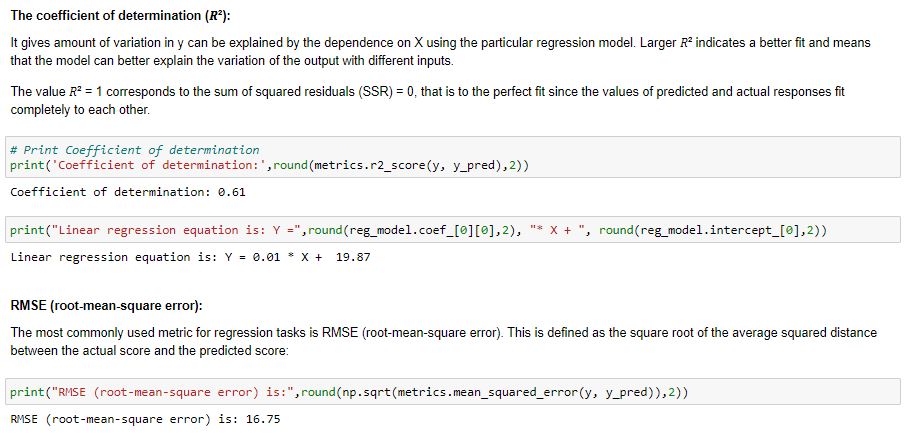 The coefficient of determination (R²):
It gives amount of variation in y can be explained by the dependence on X using the particular regression model. Larger R² indicates a better fit and means
that the model can better explain the variation of the output with different inputs.
The value R² = 1 corresponds to the sum of squared residuals (SSR) = 0, that is to the perfect fit since the values of predicted and actual responses fit
completely to each other.
# Print Coefficient of determination
print('Coefficient of determination:',round(metrics.r2_score(y, y_pred),2))
Coefficient of determination: 0.61
print("Linear regression equation is: Y =",round(reg_model.coef_[0][0],2), "* X + ", round(reg_model.intercept_[0],2))
Linear regression equation is: Y = 0.01 * X +  19.87
RMSE (root-mean-square error):
The most commonly used metric for regression tasks is RMSE (root-mean-square error). This is defined as the square root of the average squared distance
between the actual score and the predicted score:
print("RMSE (root-mean-square error) is:",round(np.sqrt(metrics.mean_squared_error(y, y_pred)),2))
RMSE (root-mean-square error) is: 16.75